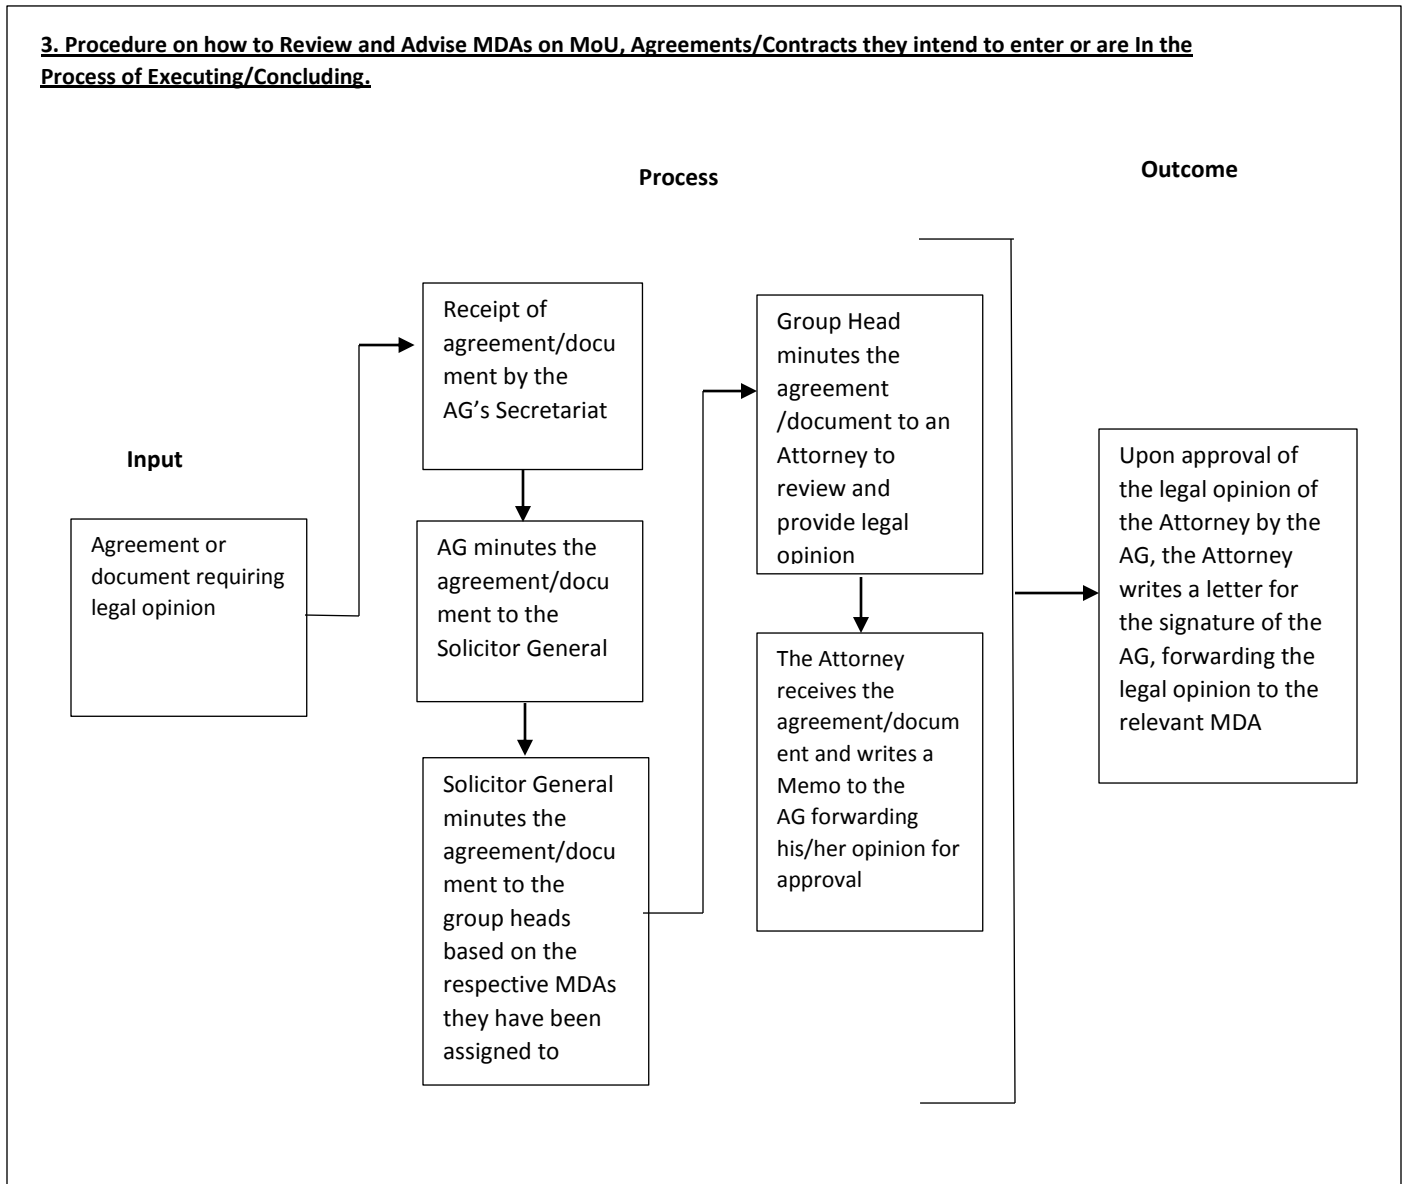 3. Procedure on how to Review and Advise MDAs on MoU, Agreements/Contracts they intend to enter or are In the
Process of Executing/Concluding.
Outcome
Process
Input
Agreement or
document requiring
legal opinion
Receipt of
agreement/docu
ment by the
AG’s Secretariat
AG minutes the
agreement/docu
ment to the
Solicitor General
Solicitor General
minutes the
agreement/docu
ment to the
group heads
based on the
respective MDAs
they have been
assigned to
Group Head
minutes the
agreement
/document to an
Attorney to
review and
provide legal
opinion
The Attorney
receives the
agreement/docum
ent and writes a
Memo to the
AG forwarding
his/her opinion for
approval
Upon approval of
the legal opinion of
the Attorney by the
AG, the Attorney
writes a letter for
the signature of the
AG, forwarding the
legal opinion to the
relevant MDA